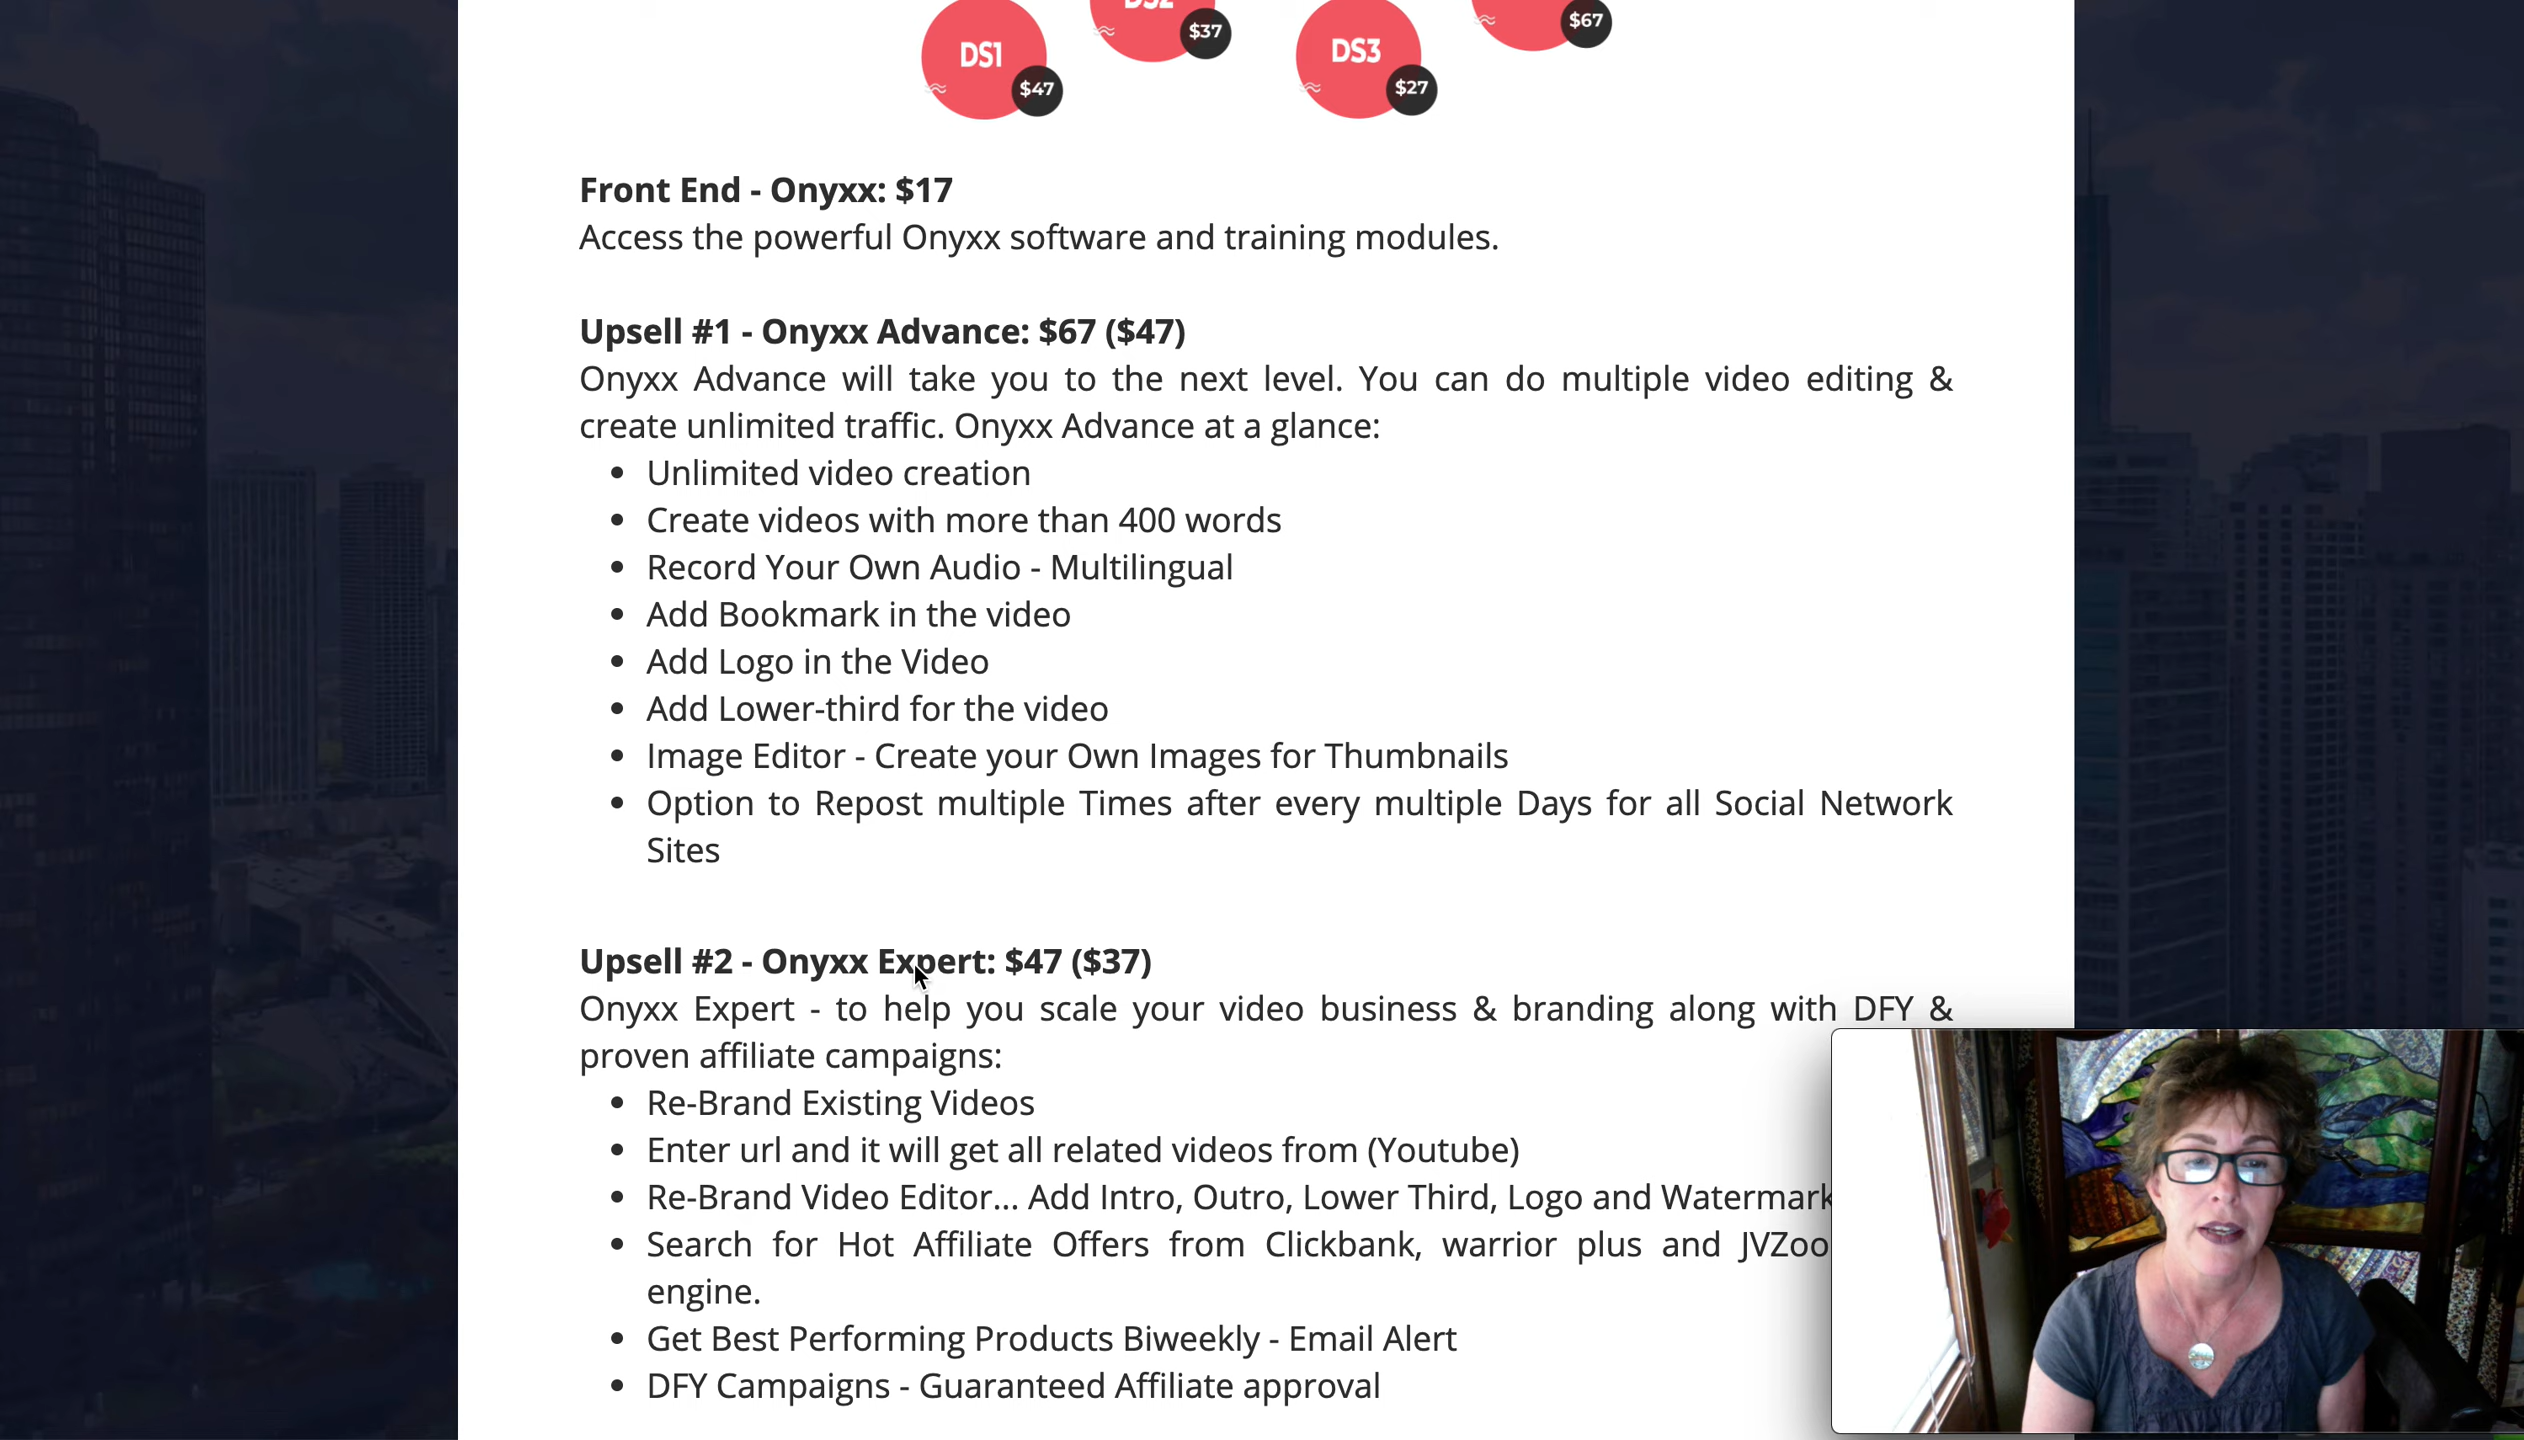 DS2
$37
$67
DS1
$47
DS3
$27
Front End - Onyxx: $17
Access the powerful Onyxx software and training modules.
Upsell #1 - Onyxx Advance: $67 ($47)
Onyxx Advance will take you to the next level. You can do multiple video editing &
create unlimited traffic. Onyxx Advance at a glance:
Unlimited video creation
Create videos with more than 400 words
Record Your Own Audio - Multilingual
Add Bookmark in the video
Add Logo in the Video
Add Lower-third for the video
Image Editor - Create your Own Images for Thumbnails
Option to Repost multiple Times after every multiple Days for all Social Network
Sites
Upsell #2 - Onyxx Expert: $47 ($37)
Onyxx Expert - to help you scale your video business & branding along with DFY &
proven affiliate campaigns:
Re-Brand Existing Videos
Enter url and it will get all related videos from (Youtube)
Re-Brand Video Editor... Add Intro, Outro, Lower Third, Logo and Watermark
Search for Hot Affiliate Offers from Clickbank, warrior plus and JVZoo
engine.
Get Best Performing Products Biweekly - Email Alert
DFY Campaigns - Guaranteed Affiliate approval